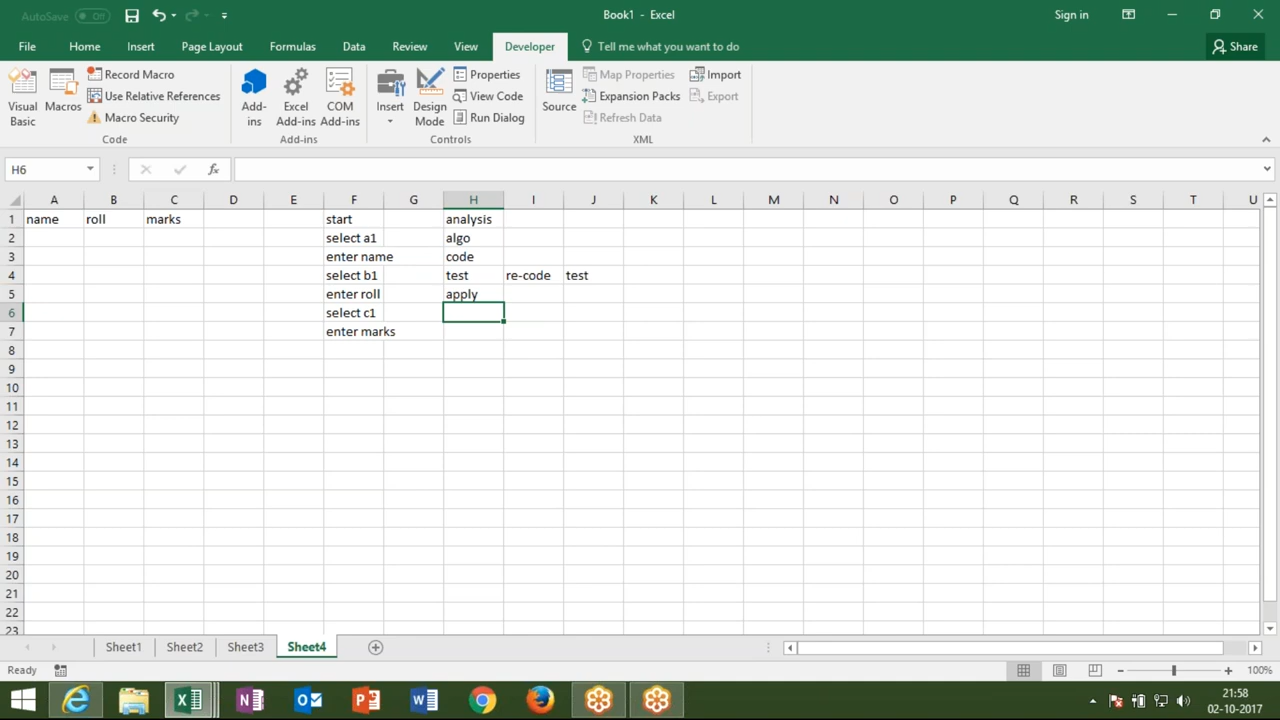 AutoSave Off Book1 - Excel Sign in
File Home Insert Page Layout Formulas Data Review View Developer Tell me what you want to do Share
Visual Basic
Macros
Record Macro
Use Relative References
Macro Security
Code
Add-ins
Excel Add-ins
COM Add-ins
Add-ins
Insert
Design Mode
Properties
View Code
Run Dialog
Controls
Source
Map Properties
Expansion Packs
Refresh Data
Import
Export
XML
H6 fx
A B C D E F G H I J K L M N O P Q R S T U
1 name roll marks start analysis
2 select a1 algo
3 enter name code
4 select b1 test re-code test
5 enter roll apply
6 select c1
7 enter marks
8
9
10
11
12
13
14
15
16
17
18
19
20
21
22
23
Sheet1 Sheet2 Sheet3 Sheet4
Ready 100%
21:58
02-10-2017